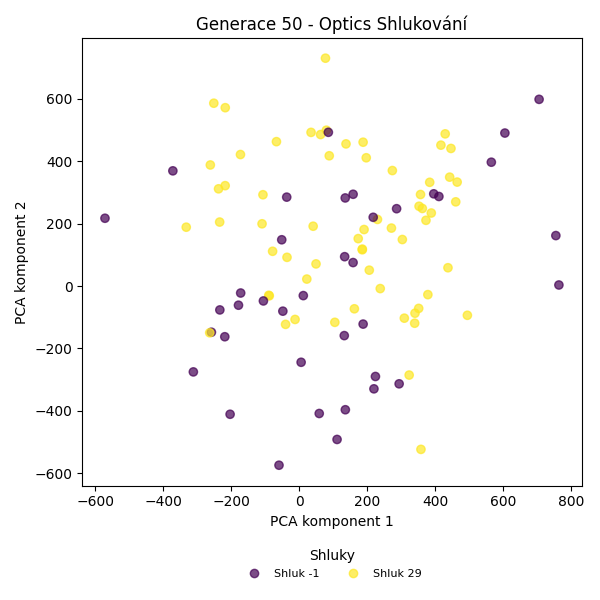 Generace 50 - Optics Shlukování
PCA komponent 2
600
400
200
0
−200
−400
−600
−600
−400
−200
0
200
400
600
800
PCA komponent 1
Shluky
Shluk -1
Shluk 29